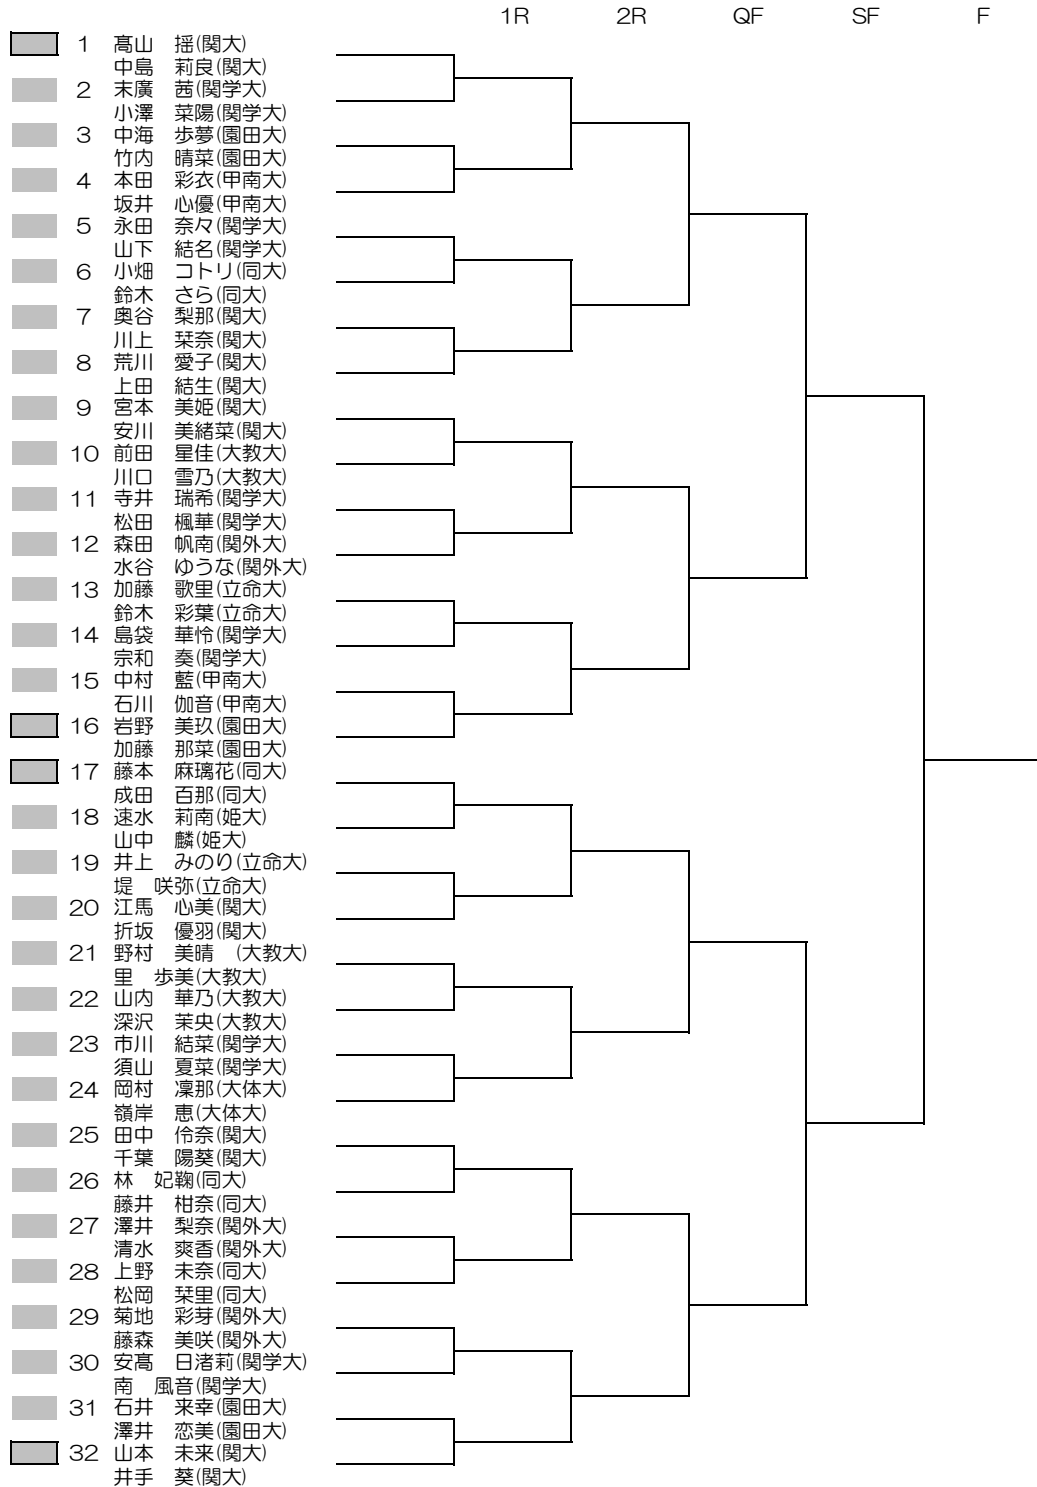 1R 2R QF SF F
1 髙山 揺(関大)
中島 莉良(関大)
2 末廣 茜(関学大)
小澤 菜陽(関学大)
3 中海 歩夢(園田大)
竹内 晴菜(園田大)
4 本田 彩衣(甲南大)
坂井 心優(甲南大)
5 永田 奈々(関学大)
山下 結名(関学大)
6 小畑 コトリ(同大)
鈴木 さら(同大)
7 奥谷 梨那(関大)
川上 栞奈(関大)
8 荒川 愛子(関大)
上田 結生(関大)
9 宮本 美姫(関大)
安川 美緒菜(関大)
10 前田 星佳(大教大)
川口 雪乃(大教大)
11 寺井 瑞希(関学大)
松田 楓華(関学大)
12 森田 帆南(関外大)
水谷 ゆうな(関外大)
13 加藤 歌里(立命大)
鈴木 彩葉(立命大)
14 島袋 華怜(関学大)
宗和 奏(関学大)
15 中村 藍(甲南大)
石川 伽音(甲南大)
16 岩野 美玖(園田大)
加藤 那菜(園田大)
17 藤本 麻璃花(同大)
成田 百那(同大)
18 速水 莉南(姫大)
山中 麟(姫大)
19 井上 みのり(立命大)
堤 咲弥(立命大)
20 江馬 心美(関大)
折坂 優羽(関大)
21 野村 美晴 (大教大)
里 歩美(大教大)
22 山内 華乃(大教大)
深沢 茉央(大教大)
23 市川 結菜(関学大)
須山 夏菜(関学大)
24 岡村 凜那(大体大)
嶺岸 恵(大体大)
25 田中 伶奈(関大)
千葉 陽葵(関大)
26 林 妃鞠(同大)
藤井 柑奈(同大)
27 澤井 梨奈(関外大)
清水 爽香(関外大)
28 上野 未奈(同大)
松岡 栞里(同大)
29 菊地 彩芽(関外大)
藤森 美咲(関外大)
30 安髙 日渚莉(関学大)
南 風音(関学大)
31 石井 来幸(園田大)
澤井 恋美(園田大)
32 山本 未来(関大)
井手 葵(関大)